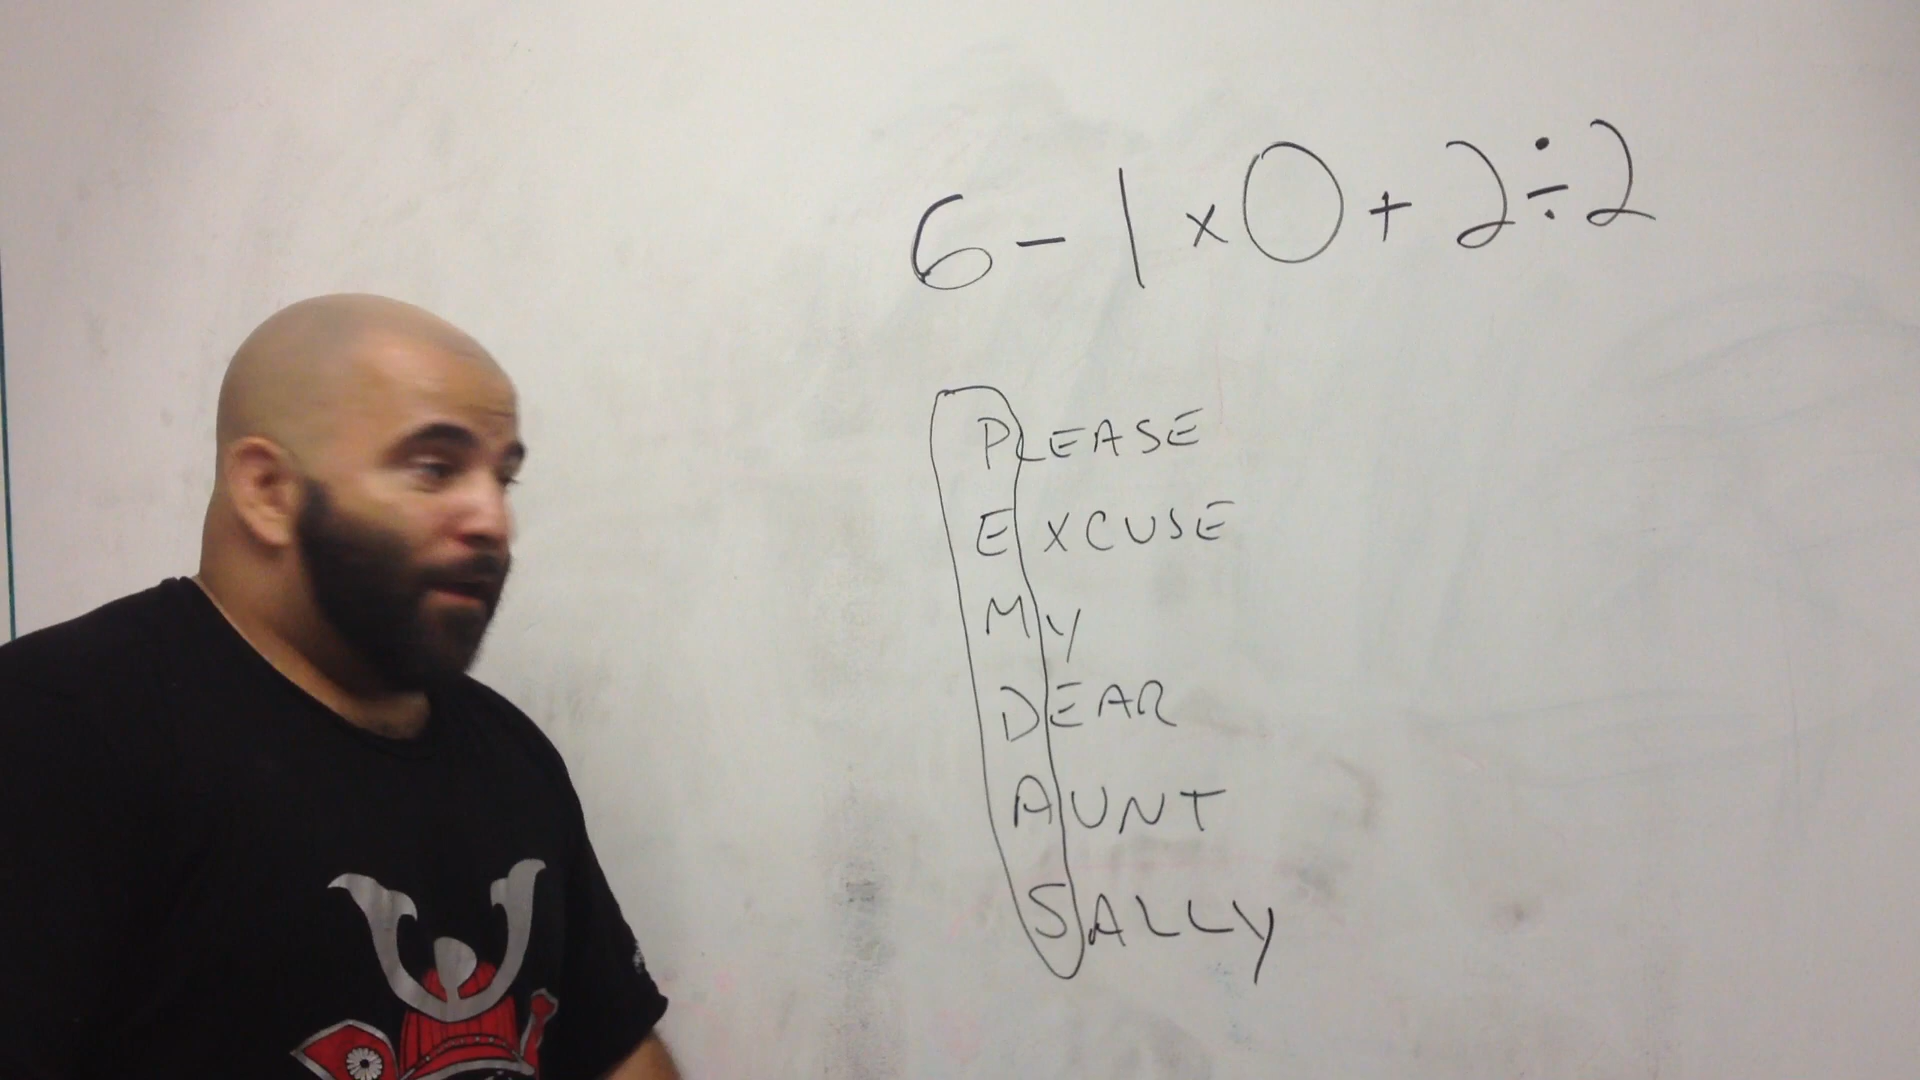 6 - 1 x 0 + 2 ÷ 2
PLEASE
EXCUSE
MY
DEAR
AUNT
SALLY